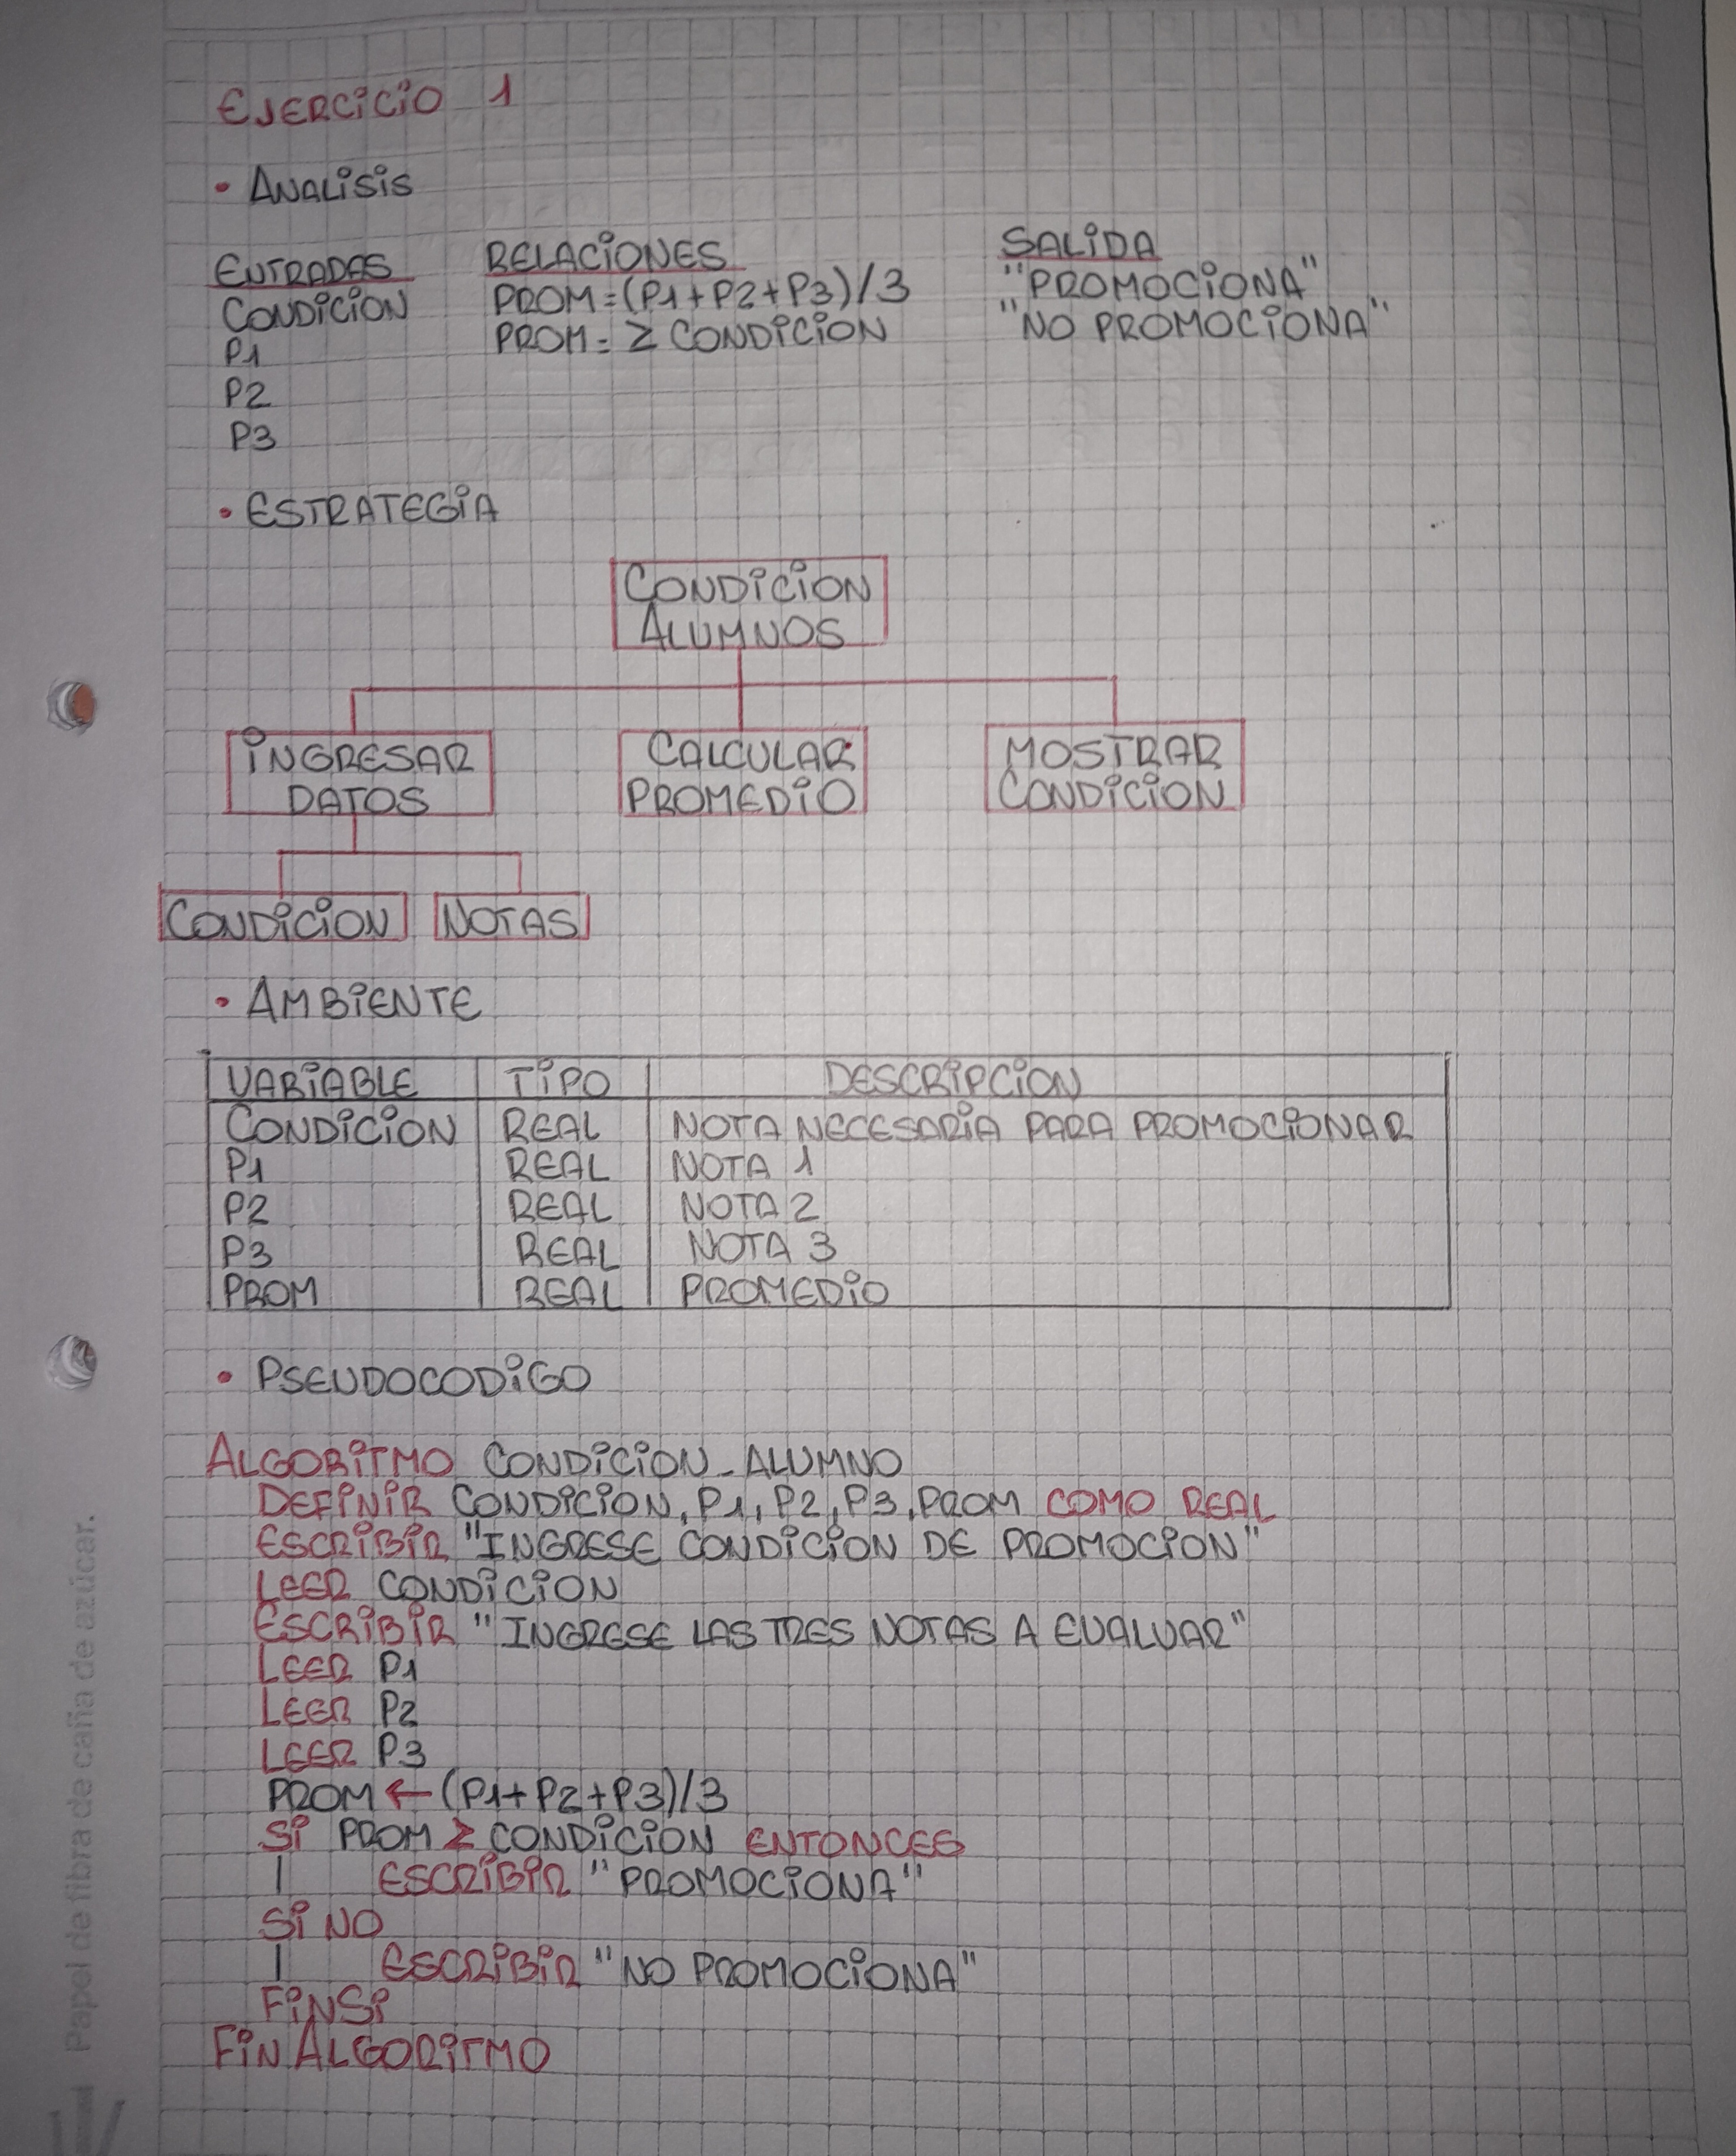 EJERCICIO 1
• ANALISIS
ENTRADAS RELACIONES SALIDA
CONDICION PROM=(P1+P2+P3)/3 "PROMOCIONA"
P1 PROM= ≥ CONDICION "NO PROMOCIONA"
P2
P3
• ESTRATEGIA
CONDICION
ALUMNOS
INGRESAR CALCULAR MOSTRAR
DATOS PROMEDIO CONDICION
CONDICION NOTAS
• AMBIENTE
VARIABLE TIPO DESCRIPCION
CONDICION REAL NOTA NECESARIA PARA PROMOCIONAR
P1 REAL NOTA 1
P2 REAL NOTA 2
P3 REAL NOTA 3
PROM REAL PROMEDIO
• PSEUDOCODIGO
ALGORITMO CONDICION_ALUMNO
DEFINIR CONDICION, P1, P2, P3, PROM COMO REAL
ESCRIBIR "INGRESE CONDICION DE PROMOCION"
LEER CONDICION
ESCRIBIR "INGRESE LAS TRES NOTAS A EVALUAR"
LEER P1
LEER P2
LEER P3
PROM ← (P1+P2+P3)/3
SI PROM ≥ CONDICION ENTONCES
ESCRIBIR "PROMOCIONA"
SI NO
ESCRIBIR "NO PROMOCIONA"
FINSI
FIN ALGORITMO
Papel de fibra de caña de azúcar.